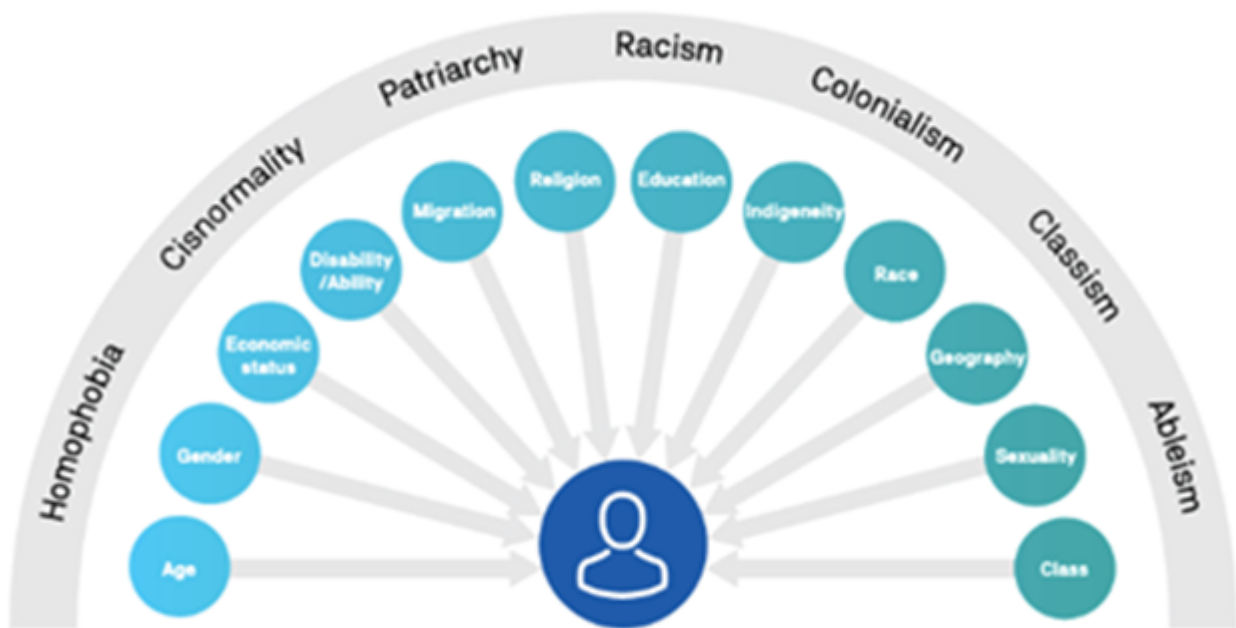 Homophobia
Cisnormality
Patriarchy
Racism
Colonialism
Classism
Ableism
Age
Gender
Economic
status
Disability
/Ability
Migration
Religion
Education
Indigeneity
Race
Geography
Sexuality
Class